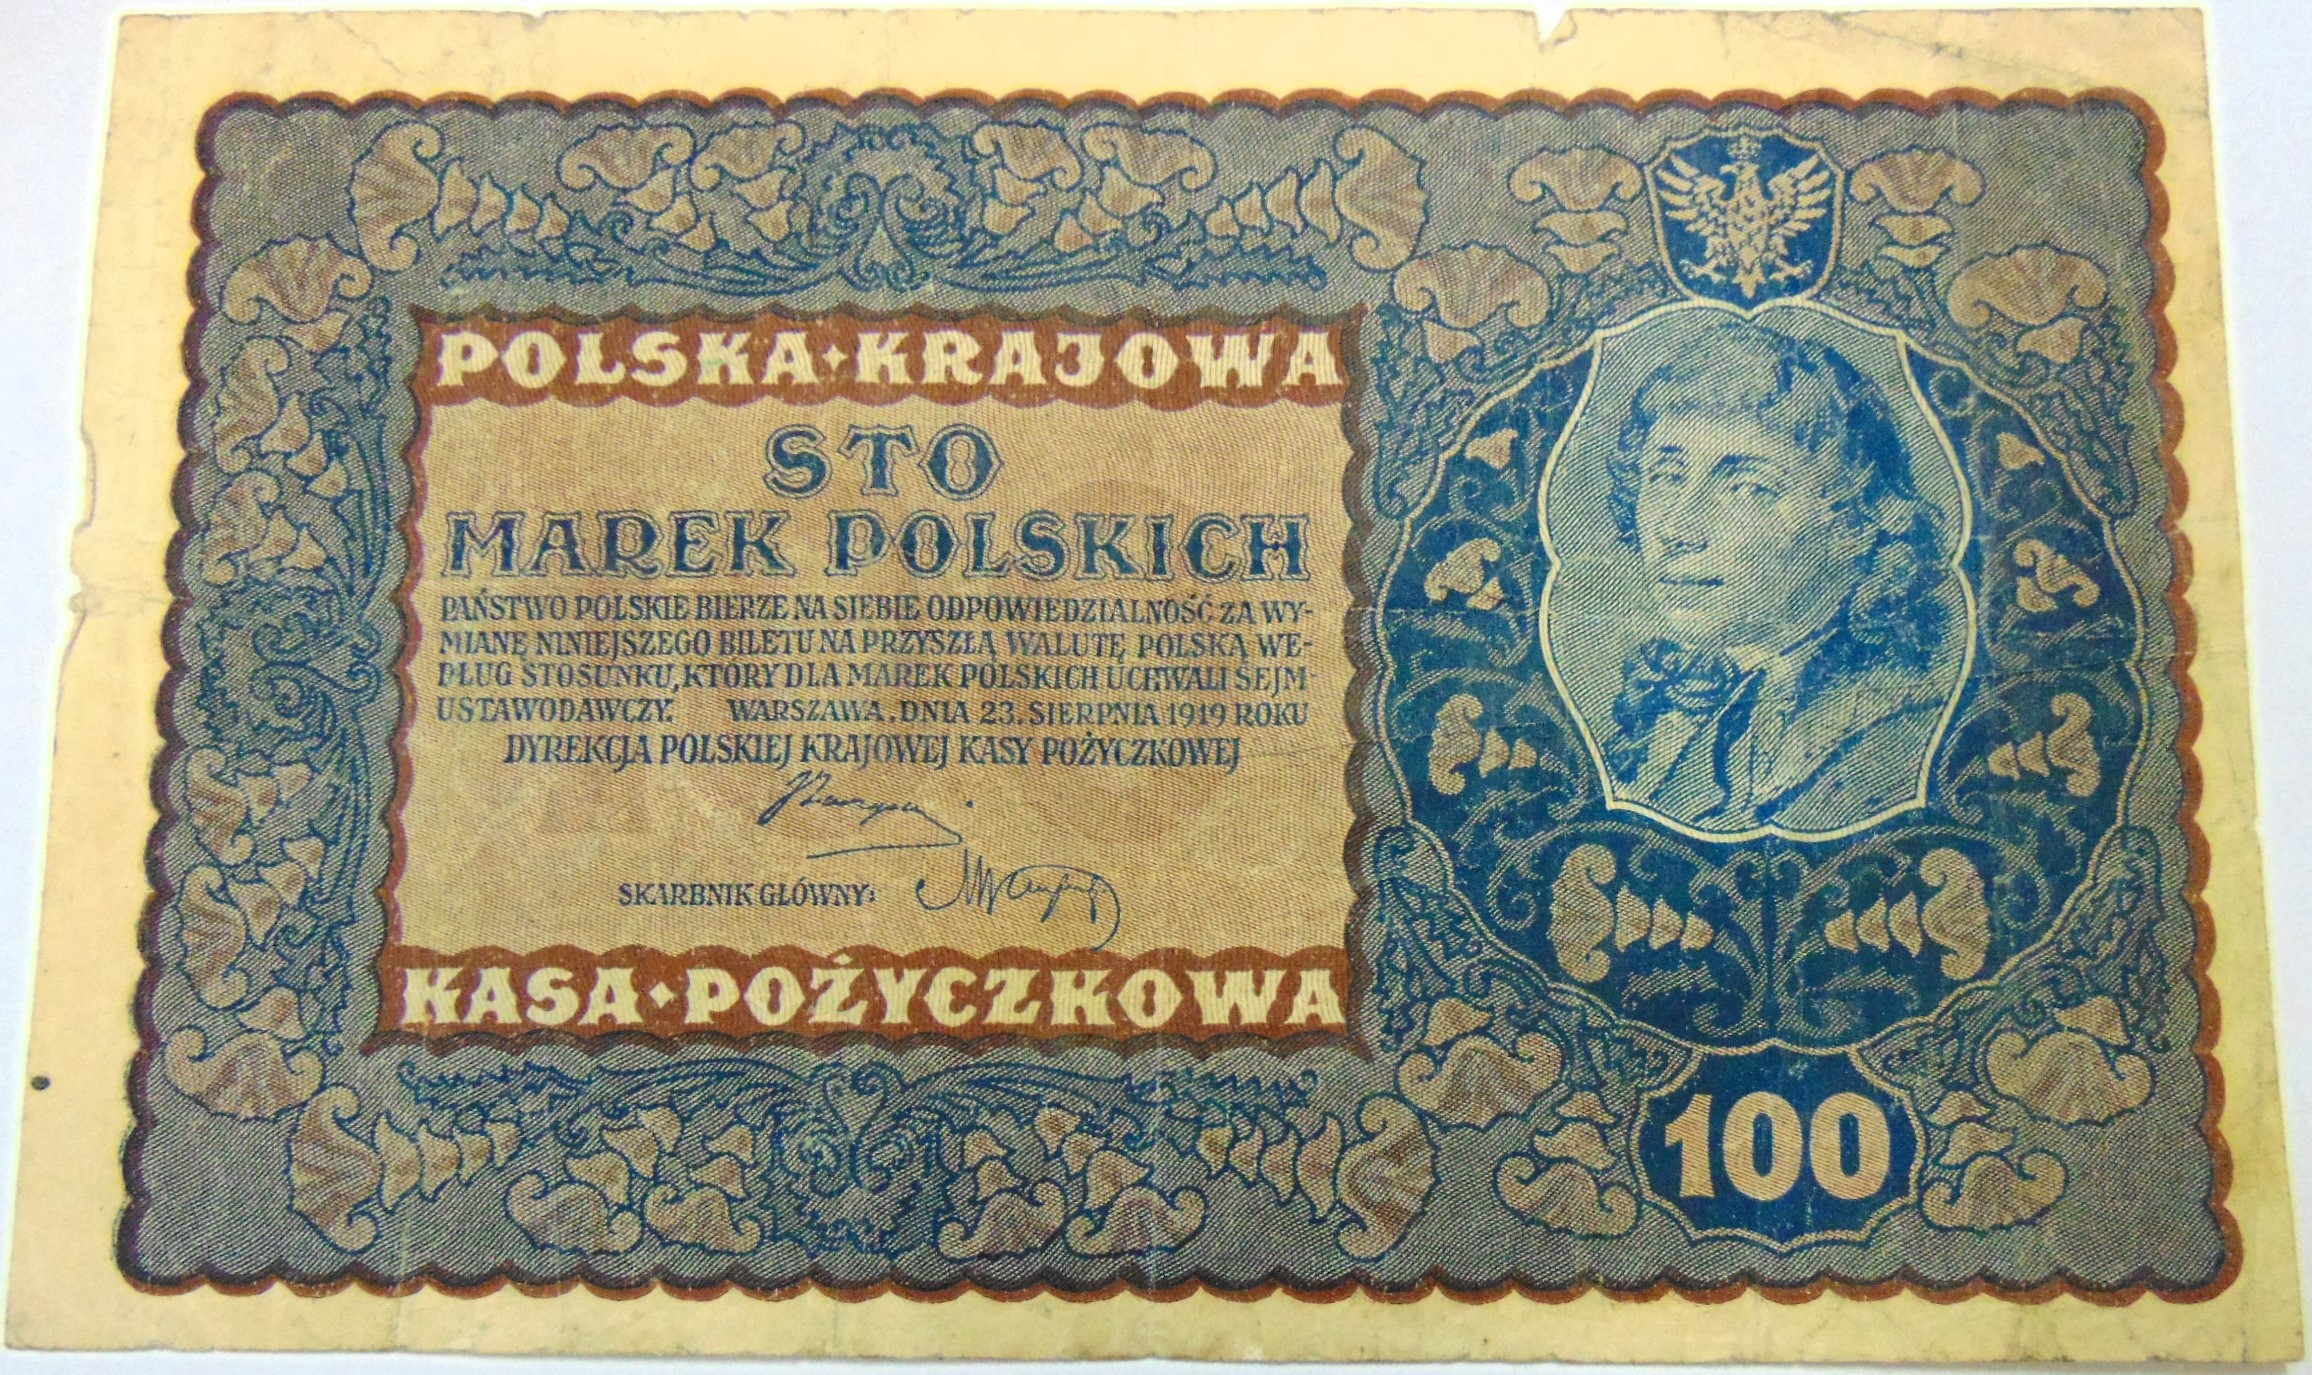 POLSKA·KRAJOWA
STO
MAREK POLSKICH
PAŃSTWO POLSKIE BIERZE NA SIEBIE ODPOWIEDZIALNOŚĆ ZA WY-
MIANĘ NINIEJSZEGO BILETU NA PRZYSZŁĄ WALUTĘ POLSKĄ WE-
DŁUG STOSUNKU, KTÓRY DLA MAREK POLSKICH UCHWALI SEJM
USTAWODAWCZY. WARSZAWA, DNIA 23. SIERPNIA 1919 ROKU
DYREKCJA POLSKIEJ KRAJOWEJ KASY POŻYCZKOWEJ
SKARBNIK GŁÓWNY:
KASA·POŻYCZKOWA
100